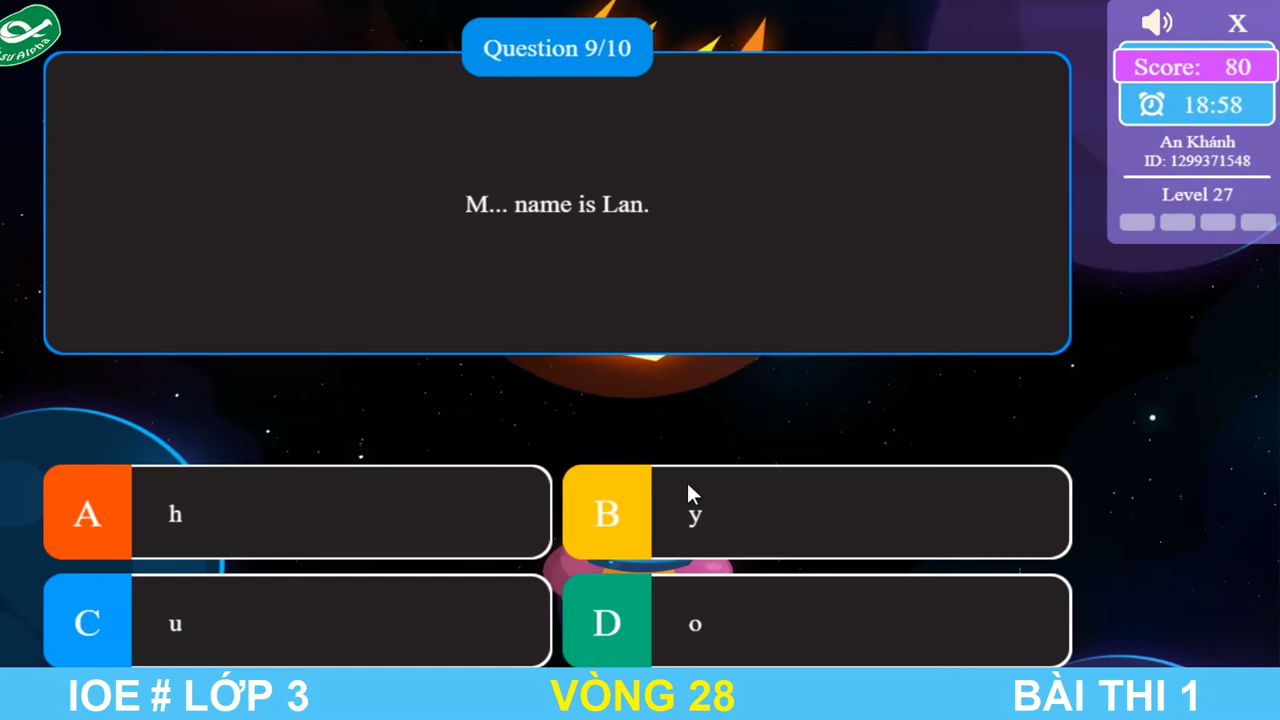 Question 9/10
M... name is Lan.
A h
B y
C u
D o
X
Score: 80
18:58
An Khánh
ID: 1299371548
Level 27
IOE # LỚP 3
VÒNG 28
BÀI THI 1